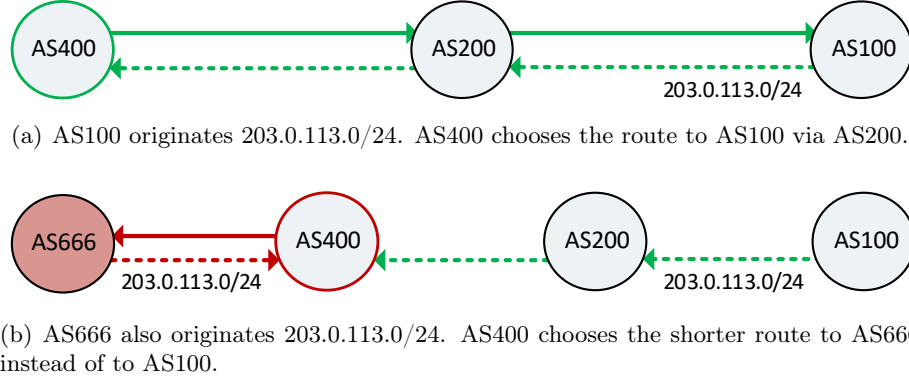 AS400
AS200
AS100
203.0.113.0/24
(a) AS100 originates 203.0.113.0/24. AS400 chooses the route to AS100 via AS200.
AS666
AS400
AS200
AS100
203.0.113.0/24
203.0.113.0/24
(b) AS666 also originates 203.0.113.0/24. AS400 chooses the shorter route to AS66
instead of to AS100.